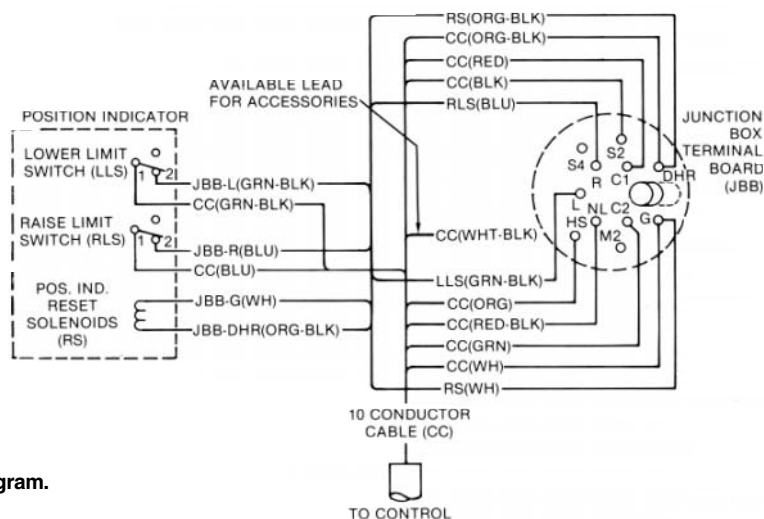 RS(ORG-BLK)
CC(ORG-BLK)
CC(RED)
CC(BLK)
RLS(BLU)
AVAILABLE LEAD
FOR ACCESSORIES
POSITION INDICATOR
LOWER LIMIT
SWITCH (LLS)
1
2
JBB-L(GRN-BLK)
CC(GRN-BLK)
RAISE LIMIT
SWITCH (RLS)
1
2
JBB-R(BLU)
CC(BLU)
POS. IND.
RESET
SOLENOIDS
(RS)
JBB-G(WH)
JBB-DHR(ORG-BLK)
CC(WHT-BLK)
LLS(GRN-BLK)
CC(ORG)
CC(RED-BLK)
CC(GRN)
CC(WH)
RS(WH)
JUNCTION
BOX
TERMINAL
BOARD
(JBB)
S2
S4
R
C1
DHR
L
HS
NL
C2
G
M2
10 CONDUCTOR
CABLE (CC)
TO CONTROL
gram.